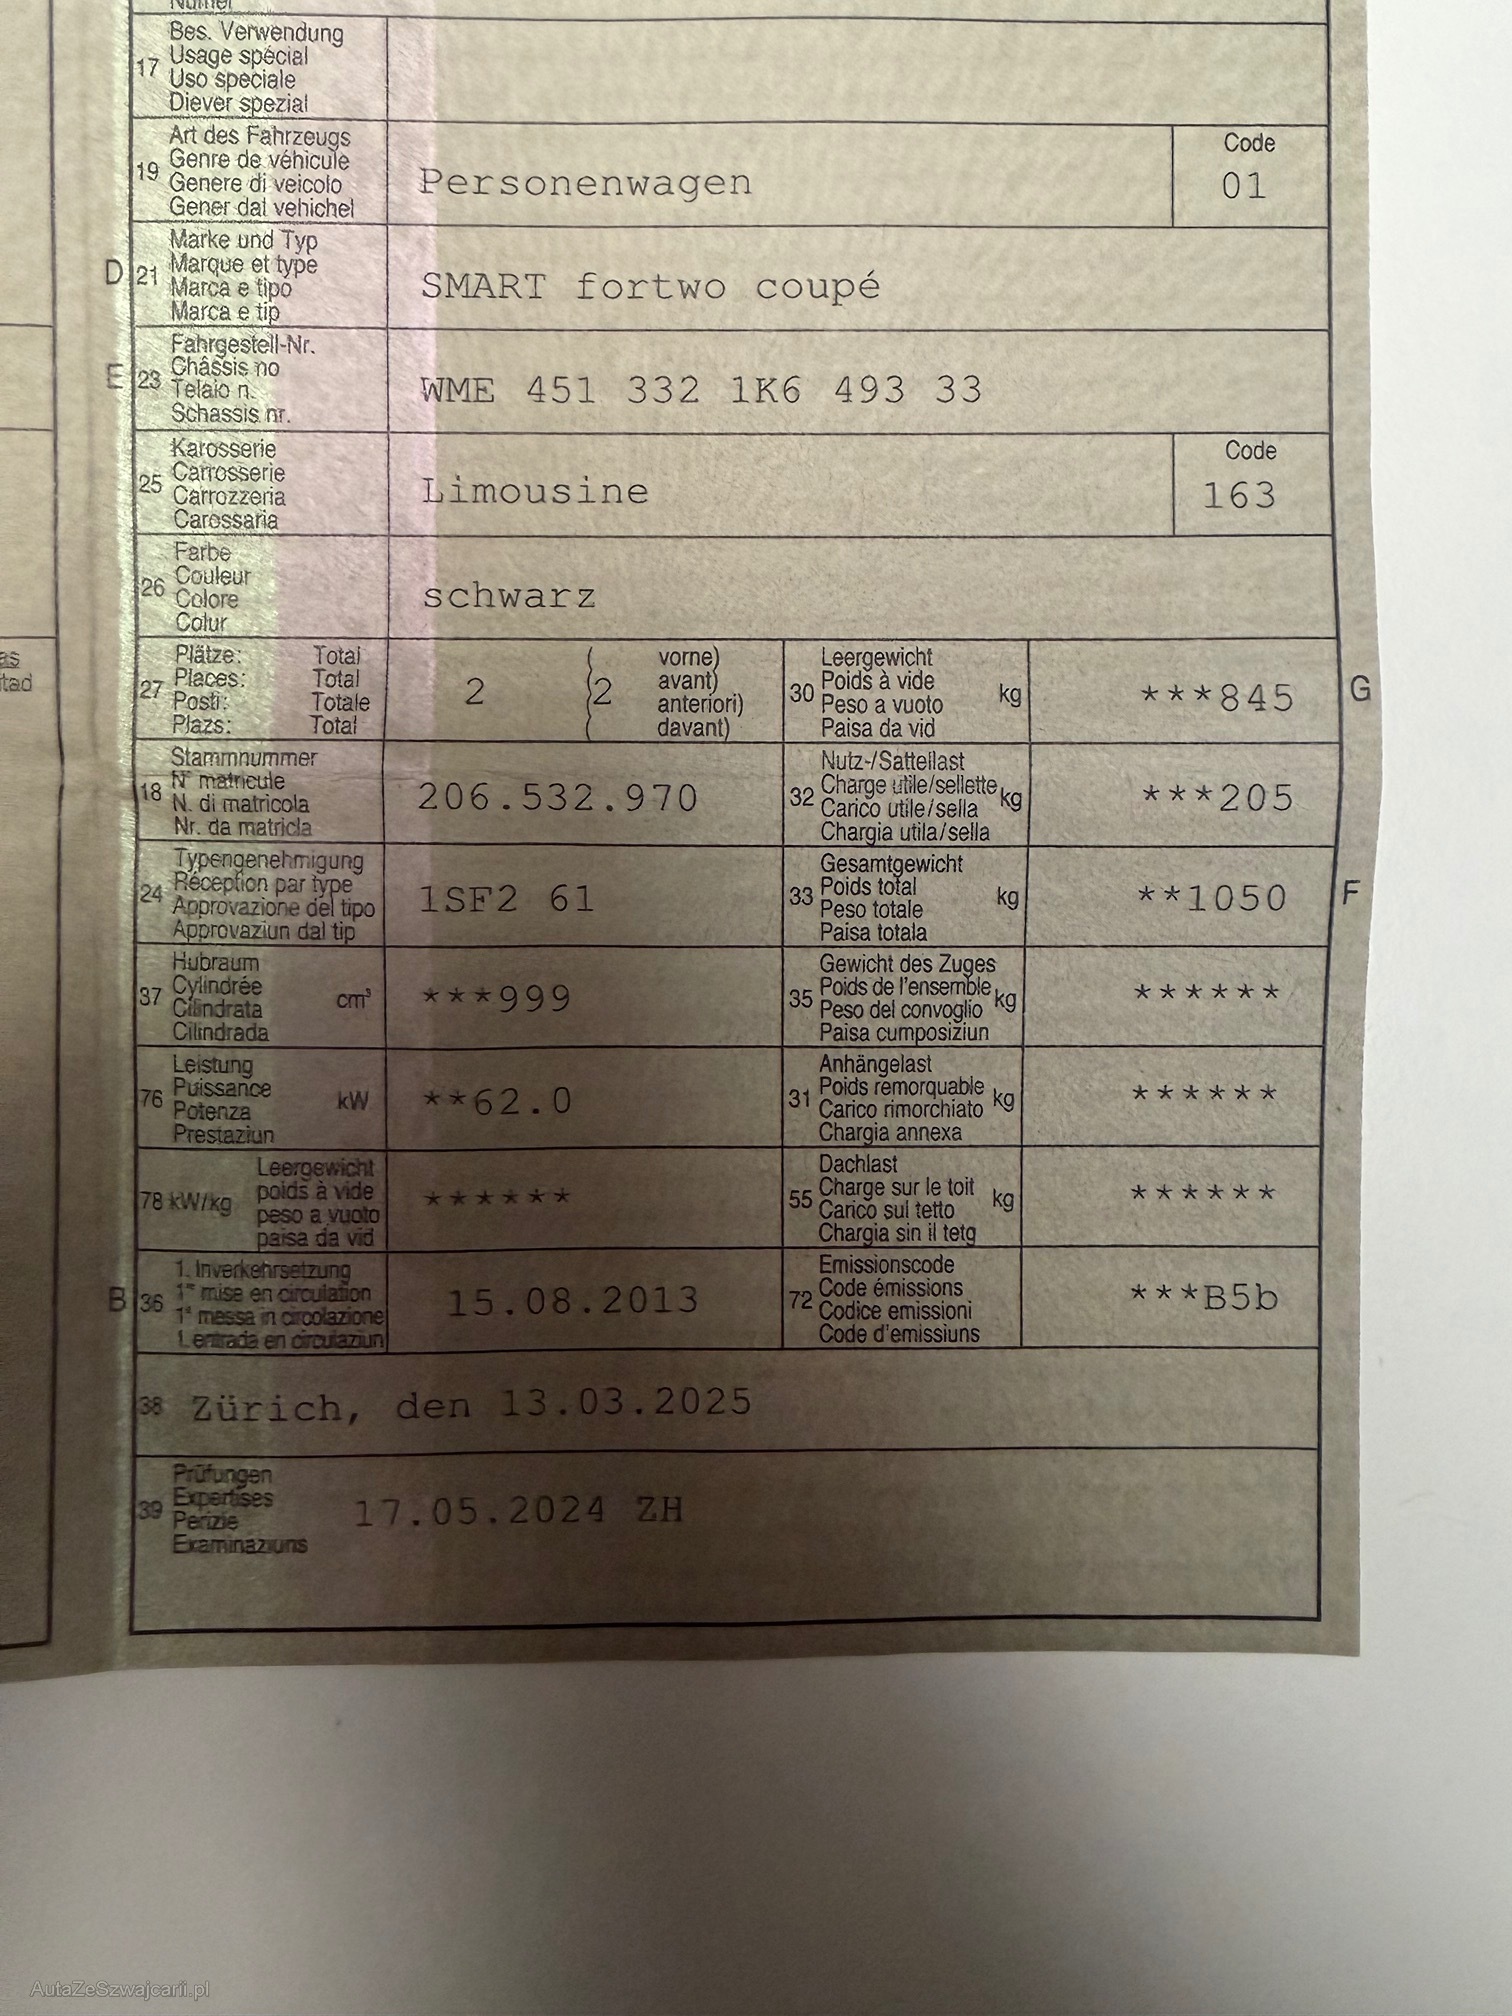 Numer
17
Bes. Verwendung
Usage spécial
Uso speciale
Diever spezial
19
Art des Fahrzeugs
Genre de véhicule
Genere di veicolo
Gener dal vehichel
Personenwagen
Code
01
D 21
Marke und Typ
Marque et type
Marca e tipo
Marca e tip
SMART fortwo coupé
E 23
Fahrgestell-Nr.
Châssis no
Telaio n.
Schassis nr.
WME 451 332 1K6 493 33
25
Karosserie
Carrosserie
Carrozzeria
Carossaria
Limousine
Code
163
26
Farbe
Couleur
Colore
Colur
schwarz
27
Plätze: Total
Places: Total
Posti: Totale
Plazs: Total
2
(2
vorne)
avant)
anteriori)
davant)
30
Leergewicht
Poids à vide
Peso a vuoto
Paisa da vid
kg
***845
G
18
Stammnummer
N° matricule
N. di matricola
Nr. da matricla
206.532.970
32
Nutz-/Sattellast
Charge utile/sellette
Carico utile/sella
Chargia utila/sella
kg
***205
24
Typengenehmigung
Réception par type
Approvazione del tipo
Approvaziun dal tip
1SF2 61
33
Gesamtgewicht
Poids total
Peso totale
Paisa totala
kg
**1050
F
37
Hubraum
Cylindrée
Cilindrata
Cilindrada
cm³
***999
35
Gewicht des Zuges
Poids de l'ensemble
Peso del convoglio
Paisa cumposiziun
kg
******
76
Leistung
Puissance
Potenza
Prestaziun
kW
**62.0
31
Anhängelast
Poids remorquable
Carico rimorchiato
Chargia annexa
kg
******
78 kW/kg
Leergewicht
poids à vide
peso a vuoto
paisa da vid
******
55
Dachlast
Charge sur le toit
Carico sul tetto
Chargia sin il tetg
kg
******
B 36
1. Inverkehrsetzung
1re mise en circulation
1a messa in circolazione
1. entrada en circulaziun
15.08.2013
72
Emissionscode
Code émissions
Codice emissioni
Code d'emissiuns
***B5b
38 Zürich, den 13.03.2025
39
Prüfungen
Expertises
Perizie
Examinaziuns
17.05.2024 ZH
as
tad
AutaZeSzwajcarii.pl